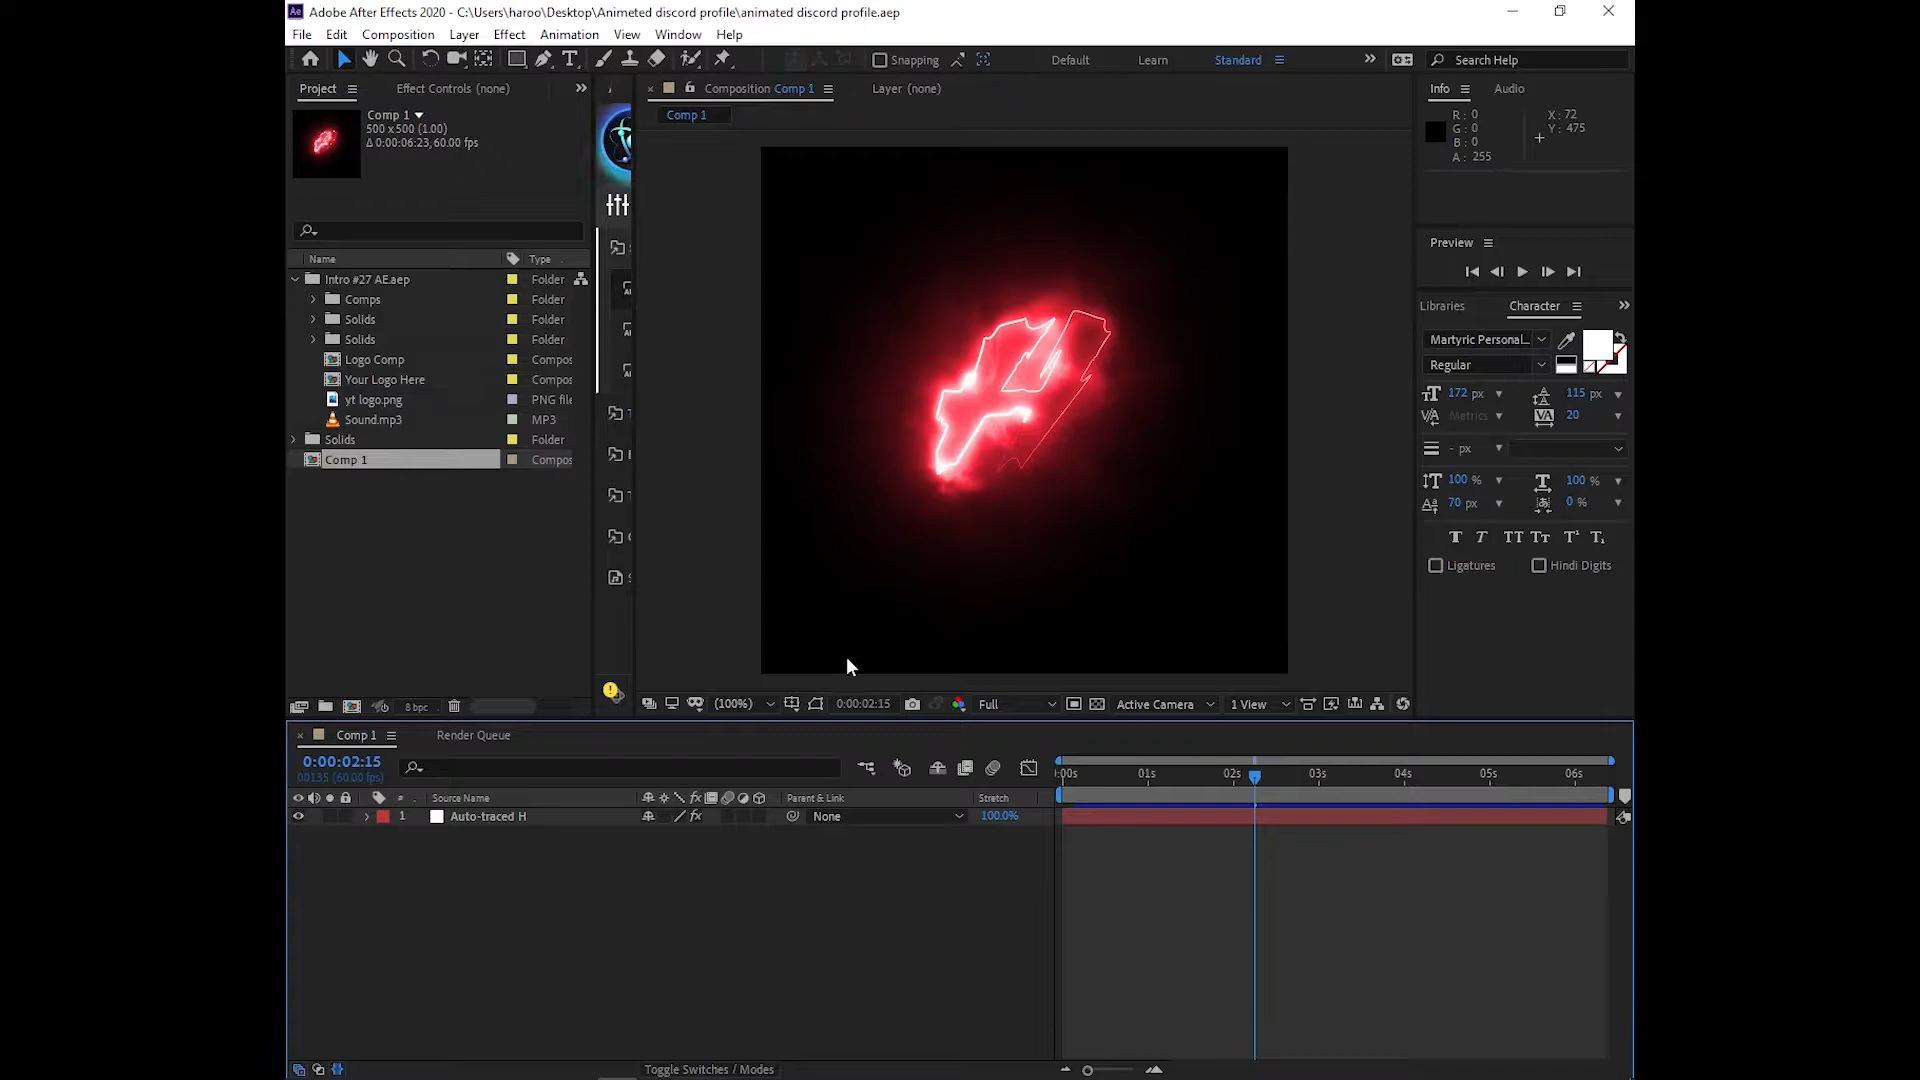 Adobe After Effects 2020 - C:\Users\haroo\Desktop\Animeted discord profile\animated discord profile.aep
File Edit Composition Layer Effect Animation View Window Help
Snapping Default Learn Standard Search Help
Project Effect Controls (none) Composition Comp 1 Layer (none) Info Audio
Comp 1
500 x 500 (1.00)
Δ 0:00:06:23, 60.00 fps
Comp 1
R: 0
G: 0
B: 0
A: 255
X: 72
Y: 475
Preview
Name Type
Intro #27 AE.aep Folder
Comps Folder
Solids Folder
Solids Folder
Logo Comp Compos
Your Logo Here Compos
yt logo.png PNG file
Sound.mp3 MP3
Solids Folder
Comp 1 Compos
Libraries Character
Martyric Personal...
Regular
172 px 115 px
Metrics 20
- px
100 % 100 %
70 px 0 %
T T TT Tт T¹ T₁
Ligatures Hindi Digits
8 bpc
(100%) 0:00:02:15 Full Active Camera 1 View
Comp 1 Render Queue
0:00:02:15
00135 (60.00 fps)
:00s 01s 02s 03s 04s 05s 06s
# Source Name fx Parent & Link Stretch
1 Auto-traced H fx None 100.0%
Toggle Switches / Modes